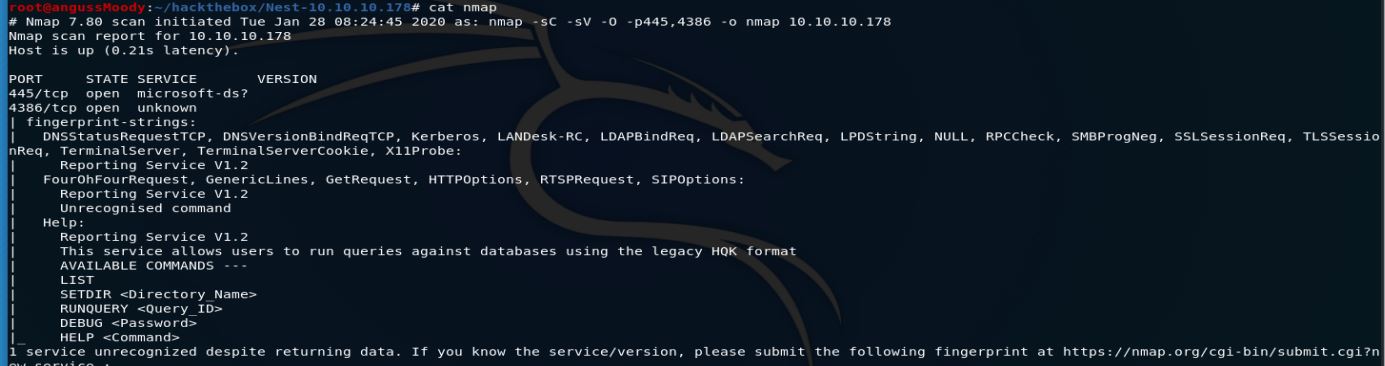 root@angussMoody:~/hackthebox/Nest-10.10.10.178# cat nmap
# Nmap 7.80 scan initiated Tue Jan 28 08:24:45 2020 as: nmap -sC -sV -O -p445,4386 -o nmap 10.10.10.178
Nmap scan report for 10.10.10.178
Host is up (0.21s latency).

PORT     STATE SERVICE       VERSION
445/tcp  open  microsoft-ds?
4386/tcp open  unknown
| fingerprint-strings:
|   DNSStatusRequestTCP, DNSVersionBindReqTCP, Kerberos, LANDesk-RC, LDAPBindReq, LDAPSearchReq, LPDString, NULL, RPCCheck, SMBProgNeg, SSLSessionReq, TLSSessio
nReq, TerminalServer, TerminalServerCookie, X11Probe:
|     Reporting Service V1.2
|   FourOhFourRequest, GenericLines, GetRequest, HTTPOptions, RTSPRequest, SIPOptions:
|     Reporting Service V1.2
|     Unrecognised command
|   Help:
|     Reporting Service V1.2
|     This service allows users to run queries against databases using the legacy HQK format
|     AVAILABLE COMMANDS ---
|     LIST
|     SETDIR <Directory_Name>
|     RUNQUERY <Query_ID>
|     DEBUG <Password>
|_    HELP <Command>
1 service unrecognized despite returning data. If you know the service/version, please submit the following fingerprint at https://nmap.org/cgi-bin/submit.cgi?n